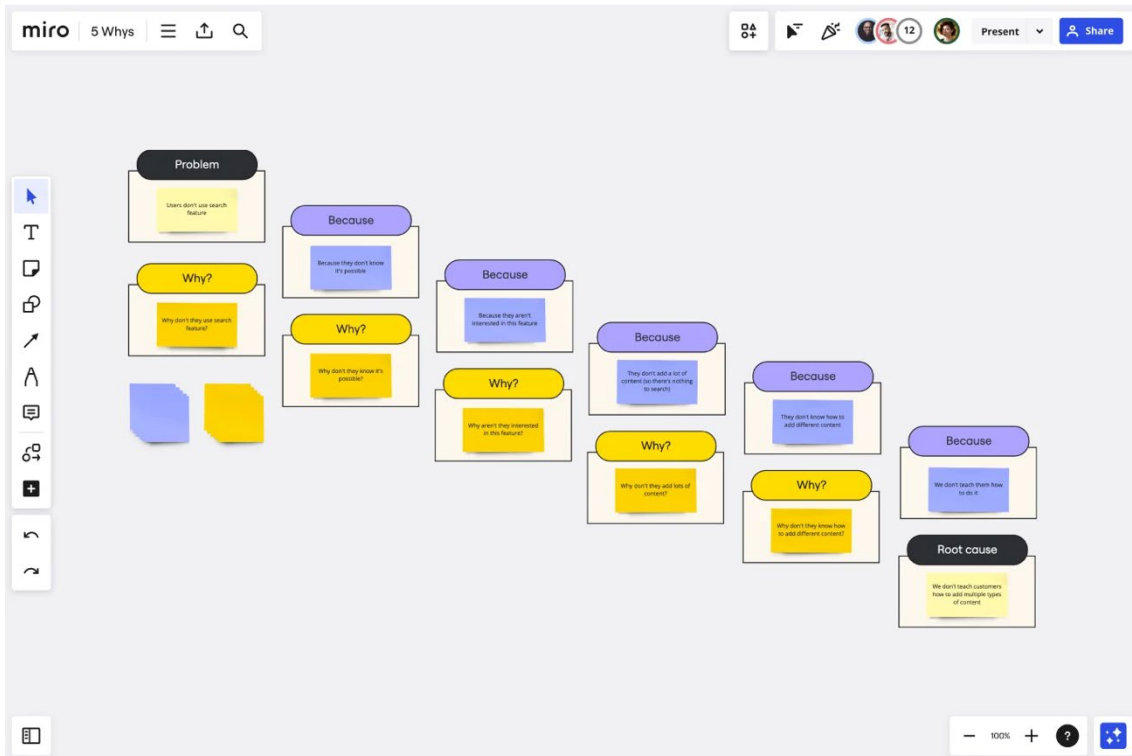 miro
5 Whys
12
Present
Share
Problem
Users don't use search
feature
Why?
Why don't they use search
feature?
Because
Because they don't know
it's possible
Why?
Why don't they know it's
possible?
Because
Because they aren't
interested in this feature
Why?
Why aren't they interested
in this feature?
Because
They don't add a lot of
content (so there's nothing
to search)
Why?
Why don't they add lots of
content?
Because
They don't know how to
add different content
Why?
Why don't they know how
to add different content?
Because
We don't teach them how
to do it
Root cause
We don't teach customers
how to add multiple types
of content
100%
?